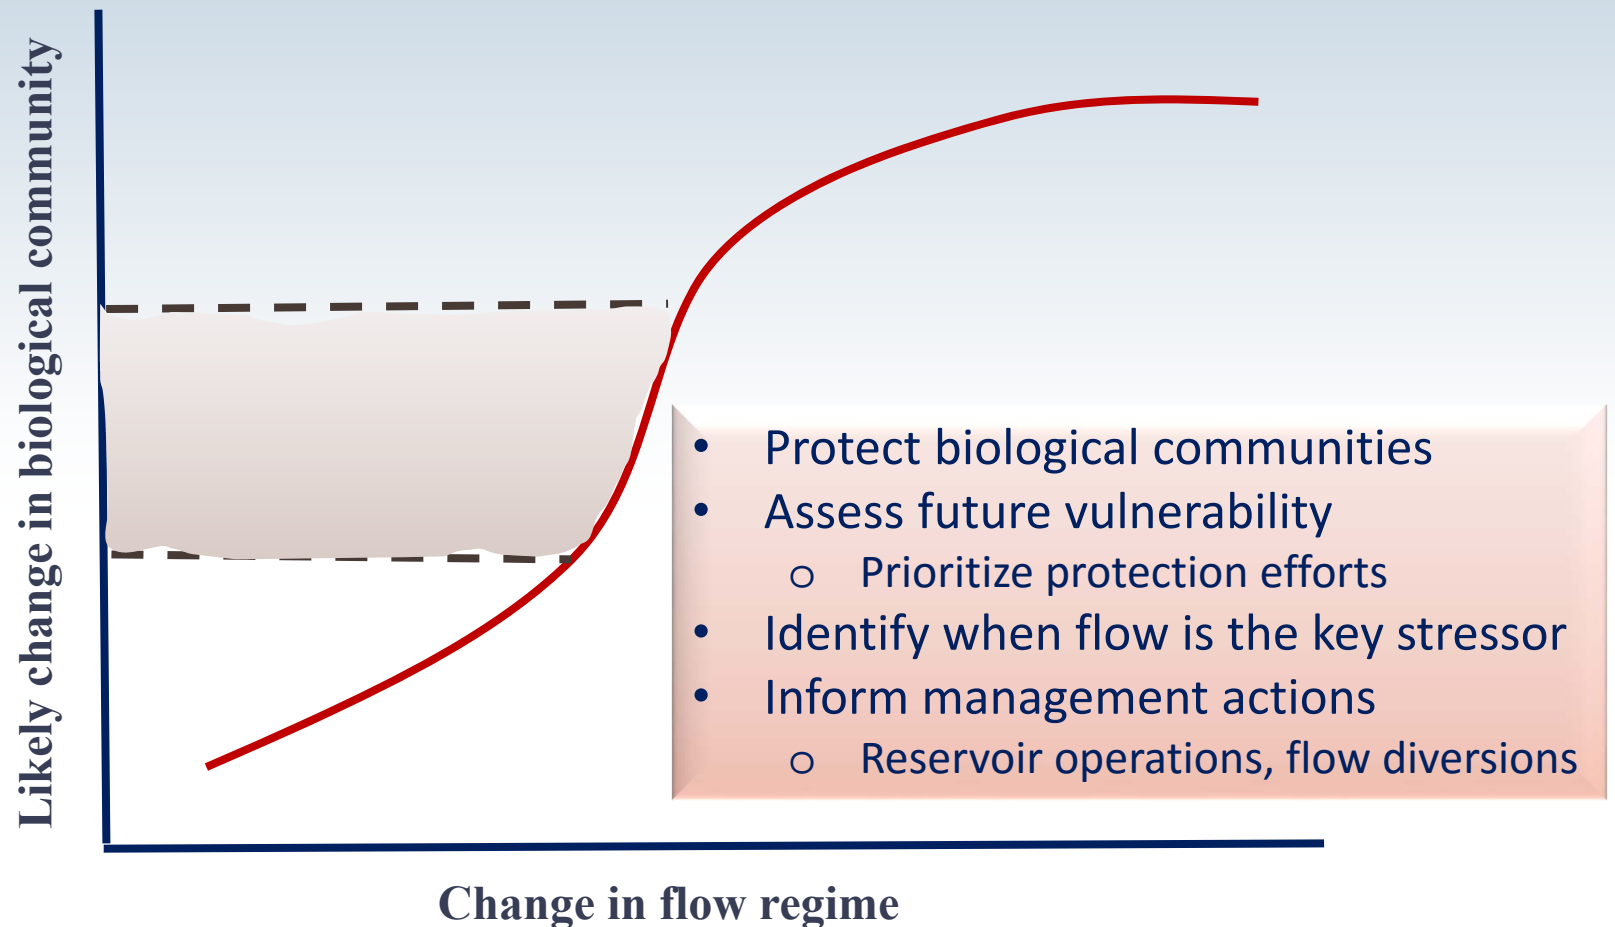 Likely change in biological community
• Protect biological communities
• Assess future vulnerability
o Prioritize protection efforts
• Identify when flow is the key stressor
• Inform management actions
o Reservoir operations, flow diversions
Change in flow regime